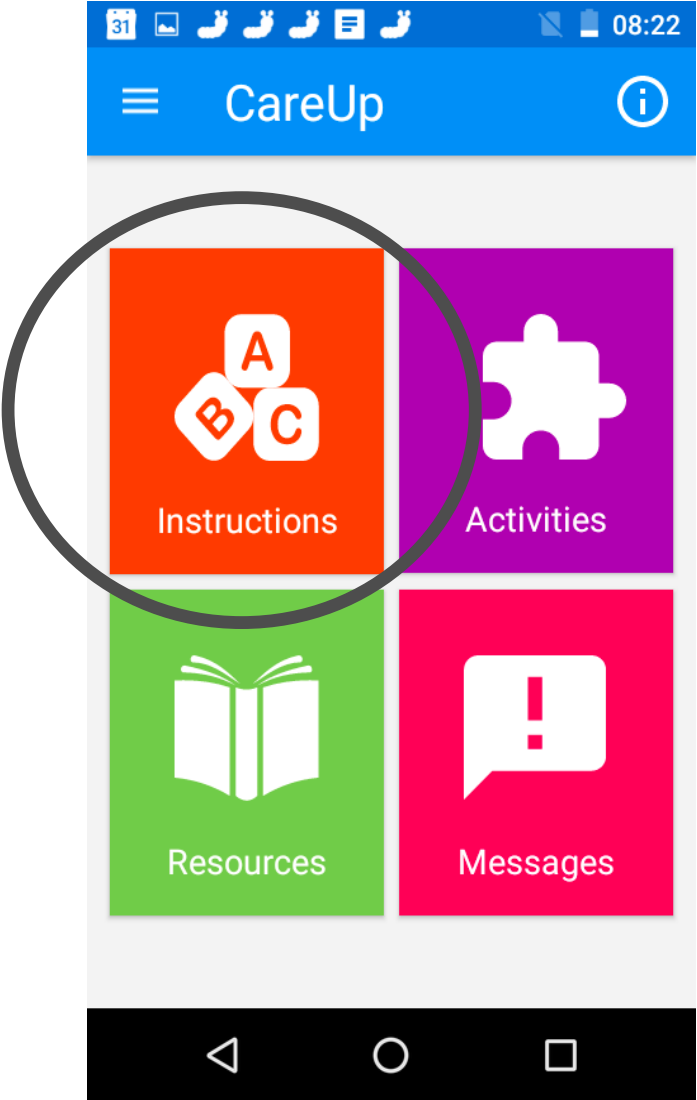 31 08:22
CareUp
A
B C
Instructions Activities
!
Resources Messages